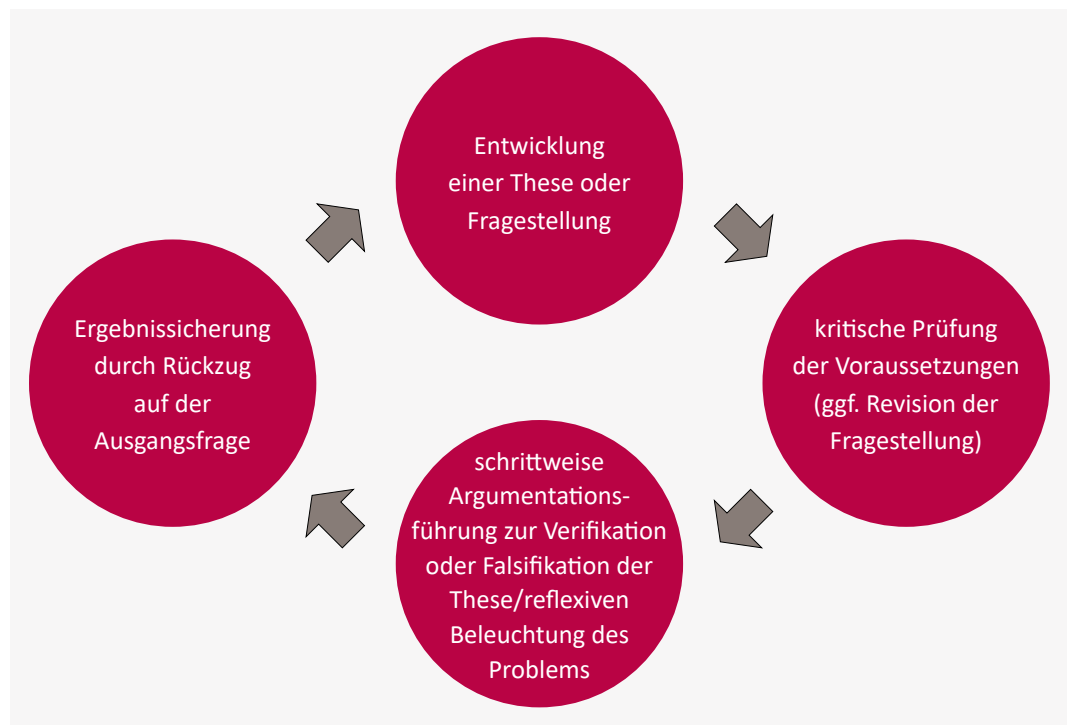 Entwicklung
einer These oder
Fragestellung
kritische Prüfung
der Voraussetzungen
(ggf. Revision der
Fragestellung)
schrittweise
Argumentations-
führung zur Verifikation
oder Falsifikation der
These/reflexiven
Beleuchtung des
Problems
Ergebnissicherung
durch Rückzug
auf der
Ausgangsfrage